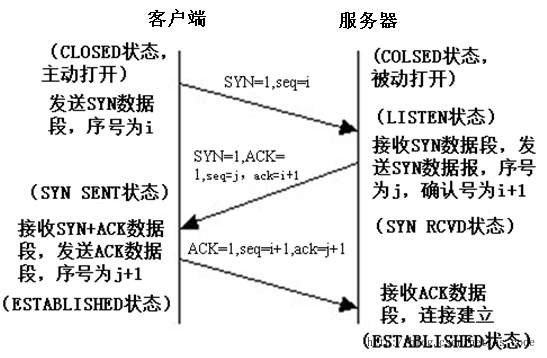 客户端
服务器
(CLOSED状态,
主动打开)
发送SYN数据
段,序号为i
SYN=1,seq=i
(COLSED状态,
被动打开)
(LISTEN状态)
接收SYN数据段,发
送SYN数据报,序号
为j,确认号为i+1
SYN=1,ACK=
1,seq=j, ack=i+1
(SYN SENT状态)
(SYN RCVD状态)
接收SYN+ACK数据
段,发送ACK数据
段,序号为j+1
ACK=1,seq=i+1,ack=j+1
(ESTABLISHED状态)
接收ACK数据
段,连接建立
(ESTABLISHED状态)